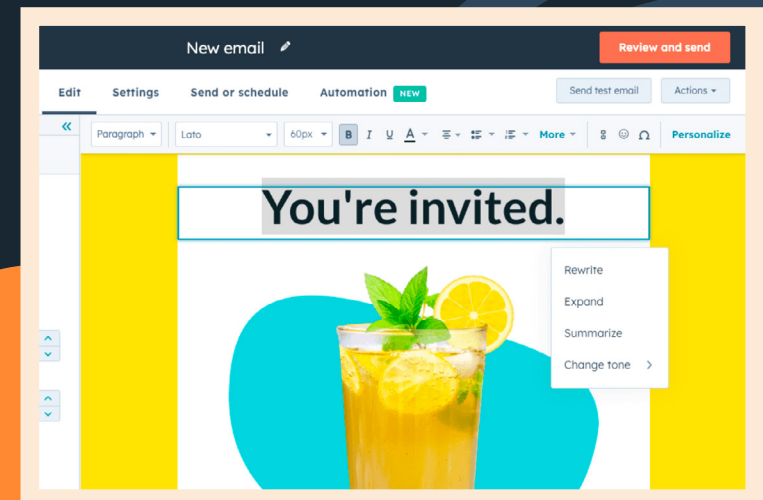 New email
Review and send
Edit Settings Send or schedule Automation NEW
Send test email Actions
Paragraph Lato 60px B I U A More Personalize
You're invited.
Rewrite
Expand
Summarize
Change tone